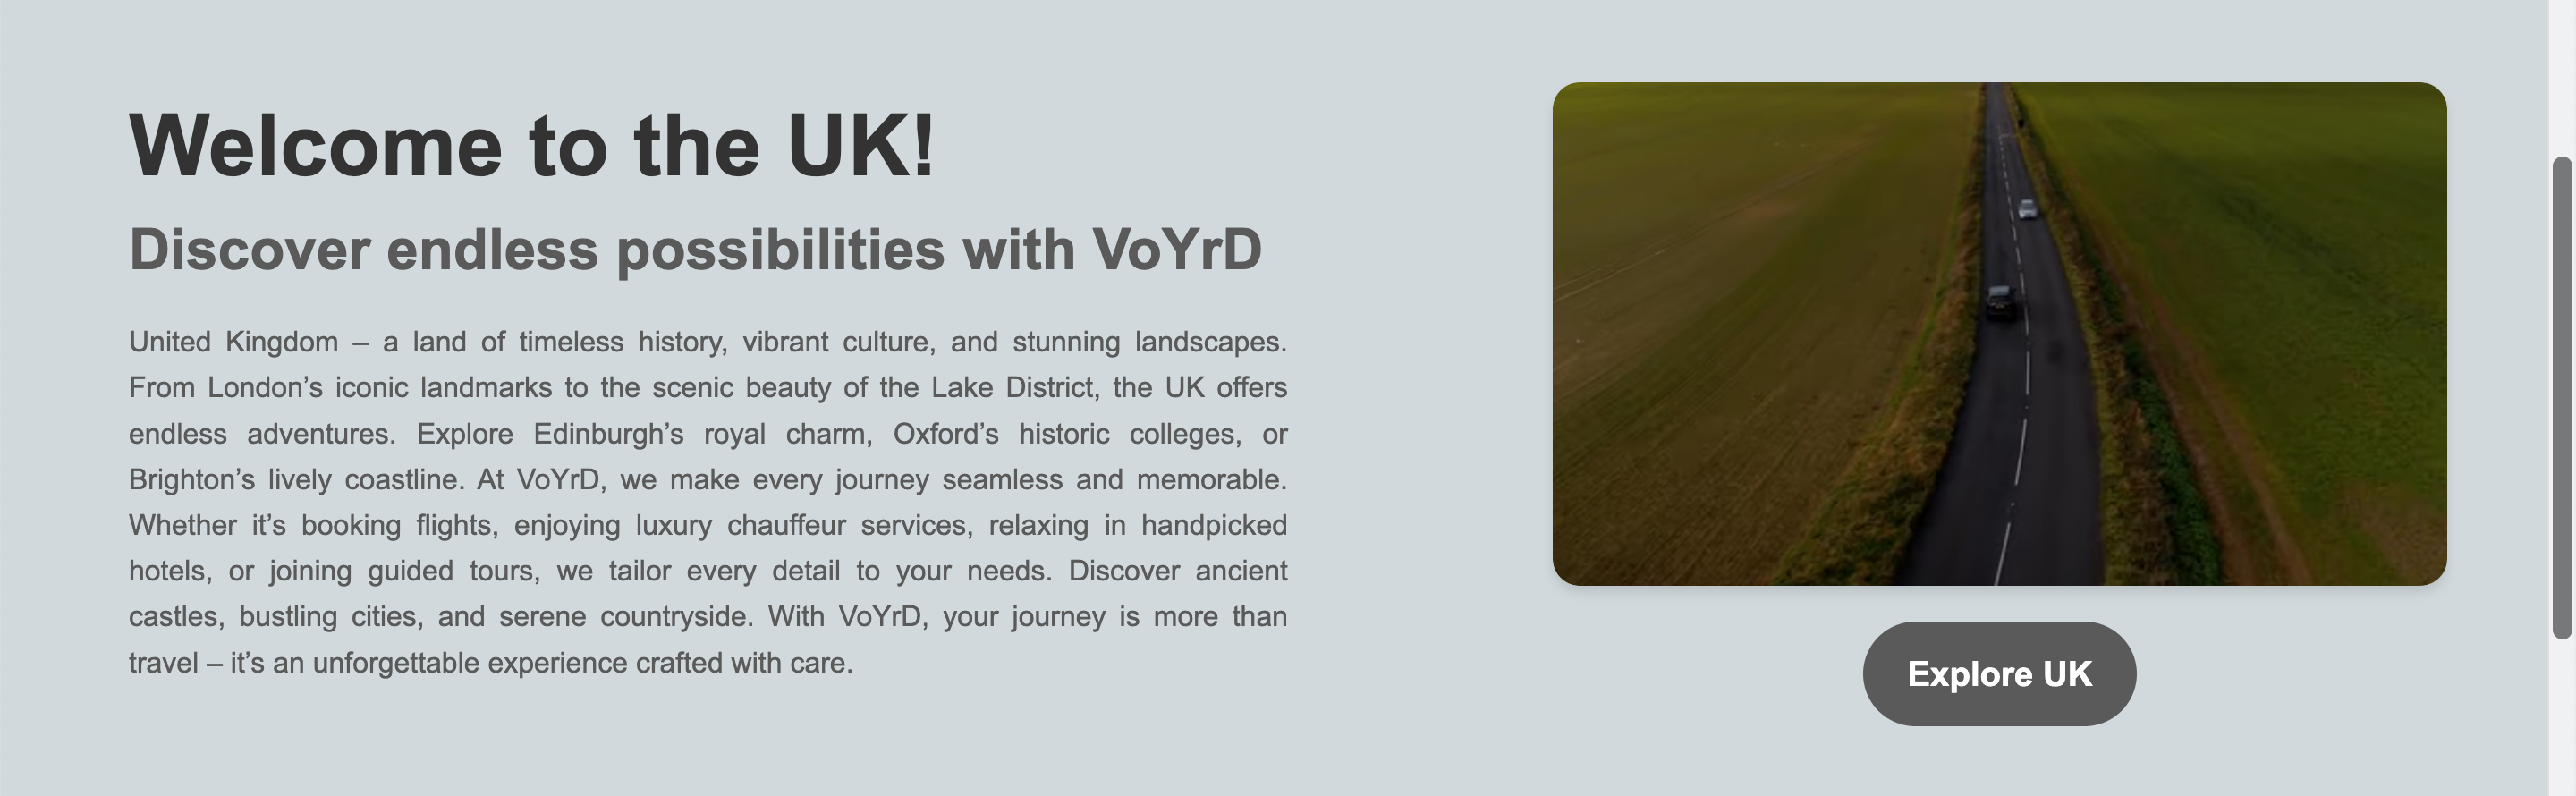 Welcome to the UK!
Discover endless possibilities with VoYrD
United Kingdom – a land of timeless history, vibrant culture, and stunning landscapes.
From London’s iconic landmarks to the scenic beauty of the Lake District, the UK offers
endless adventures. Explore Edinburgh’s royal charm, Oxford’s historic colleges, or
Brighton’s lively coastline. At VoYrD, we make every journey seamless and memorable.
Whether it’s booking flights, enjoying luxury chauffeur services, relaxing in handpicked
hotels, or joining guided tours, we tailor every detail to your needs. Discover ancient
castles, bustling cities, and serene countryside. With VoYrD, your journey is more than
travel – it’s an unforgettable experience crafted with care.
Explore UK